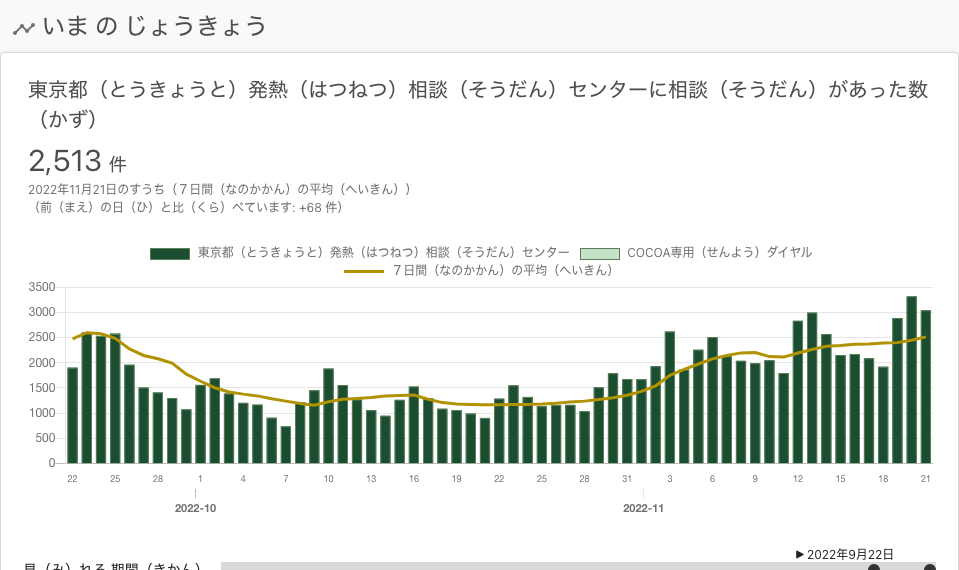 いま の じょうきょう
東京都（とうきょうと）発熱（はつねつ）相談（そうだん）センターに相談（そうだん）があった数
（かず）
2,513 件
2022年11月21日のすうち（７日間（なのかかん）の平均（へいきん））
（前（まえ）の日（ひ）と比（くら）べています: +68 件）
東京都（とうきょうと）発熱（はつねつ）相談（そうだん）センター COCOA専用（せんよう）ダイヤル
７日間（なのかかん）の平均（へいきん）
3500
3000
2500
2000
1500
1000
500
0
22 25 28 1 4 7 10 13 16 19 22 25 28 31 3 6 9 12 15 18 21
2022-10 2022-11
▶2022年9月22日
見（み）れる 期間（きかん）